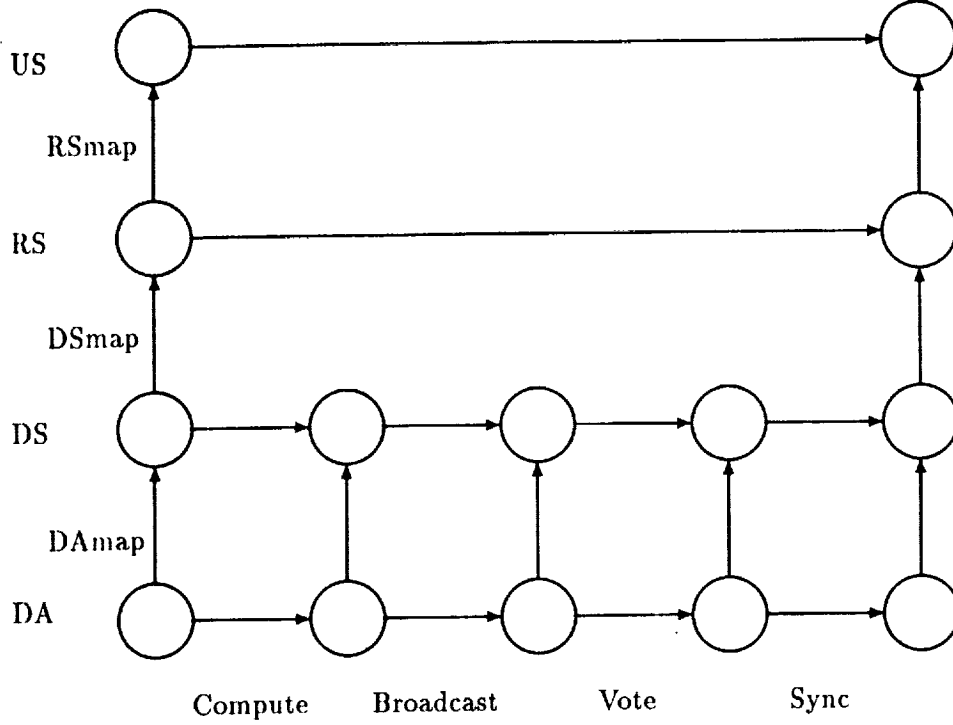 US
RSmap
RS
DSmap
DS
DAmap
DA
Compute Broadcast Vote Sync